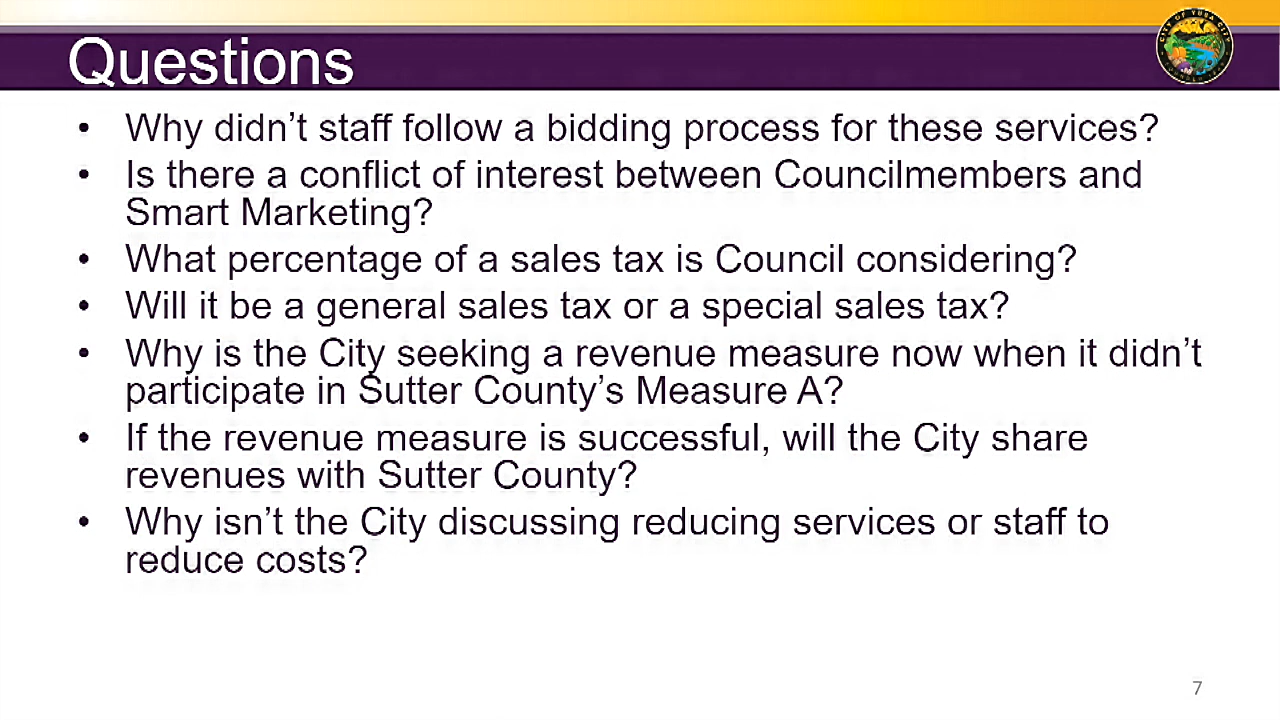 Questions
• Why didn’t staff follow a bidding process for these services?
• Is there a conflict of interest between Councilmembers and
Smart Marketing?
• What percentage of a sales tax is Council considering?
• Will it be a general sales tax or a special sales tax?
• Why is the City seeking a revenue measure now when it didn’t
participate in Sutter County’s Measure A?
• If the revenue measure is successful, will the City share
revenues with Sutter County?
• Why isn’t the City discussing reducing services or staff to
reduce costs?
CITY OF YUBA CITY
7